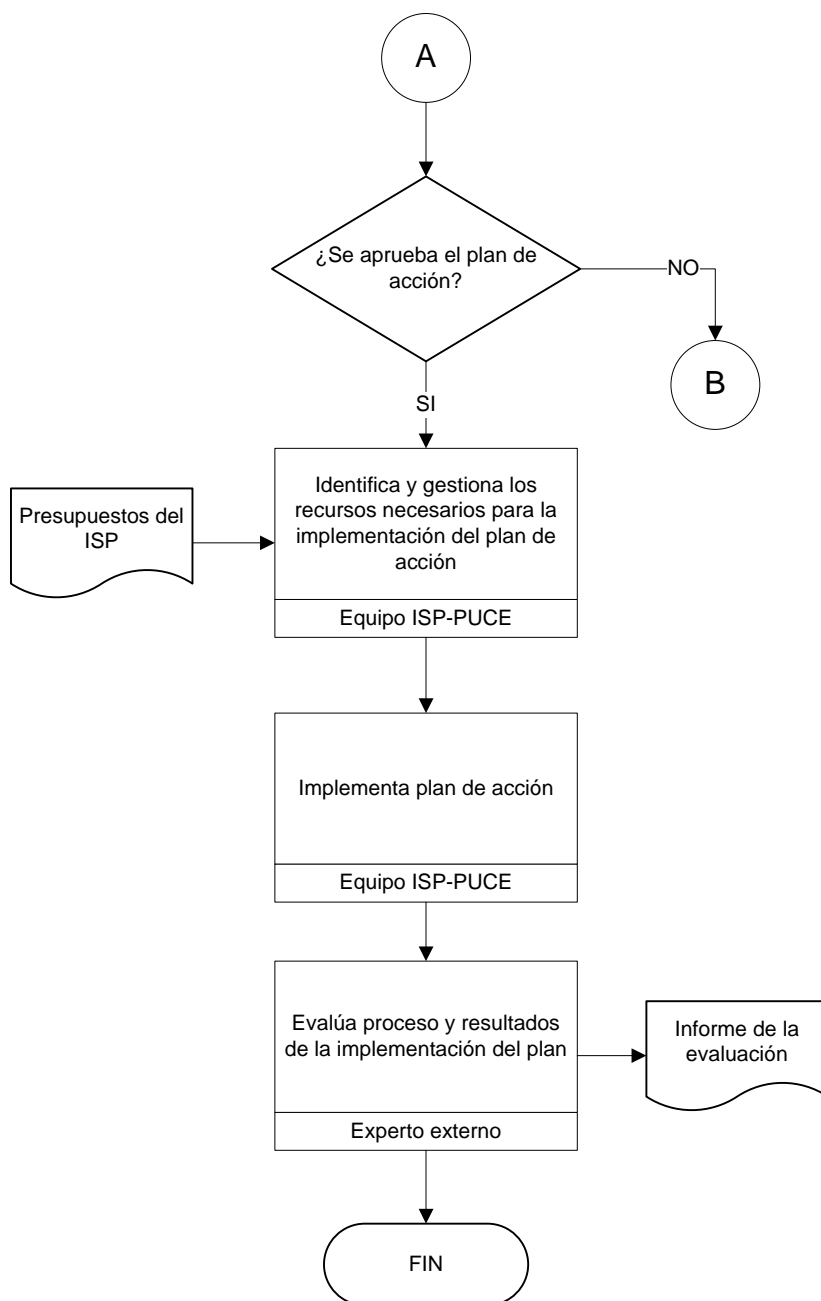 A
¿Se aprueba el plan de
acción?
NO
B
SI
Presupuestos del
ISP
Identifica y gestiona los
recursos necesarios para la
implementación del plan de
acción
Equipo ISP-PUCE
Implementa plan de acción
Equipo ISP-PUCE
Evalúa proceso y resultados
de la implementación del plan
Experto externo
Informe de la
evaluación
FIN